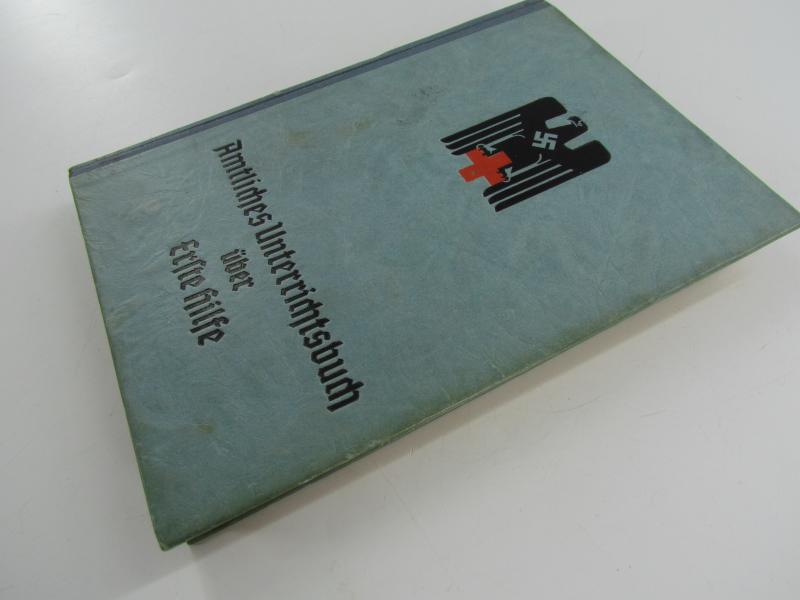 Amtliches Unterrichtsbuch
über
Erste Hilfe